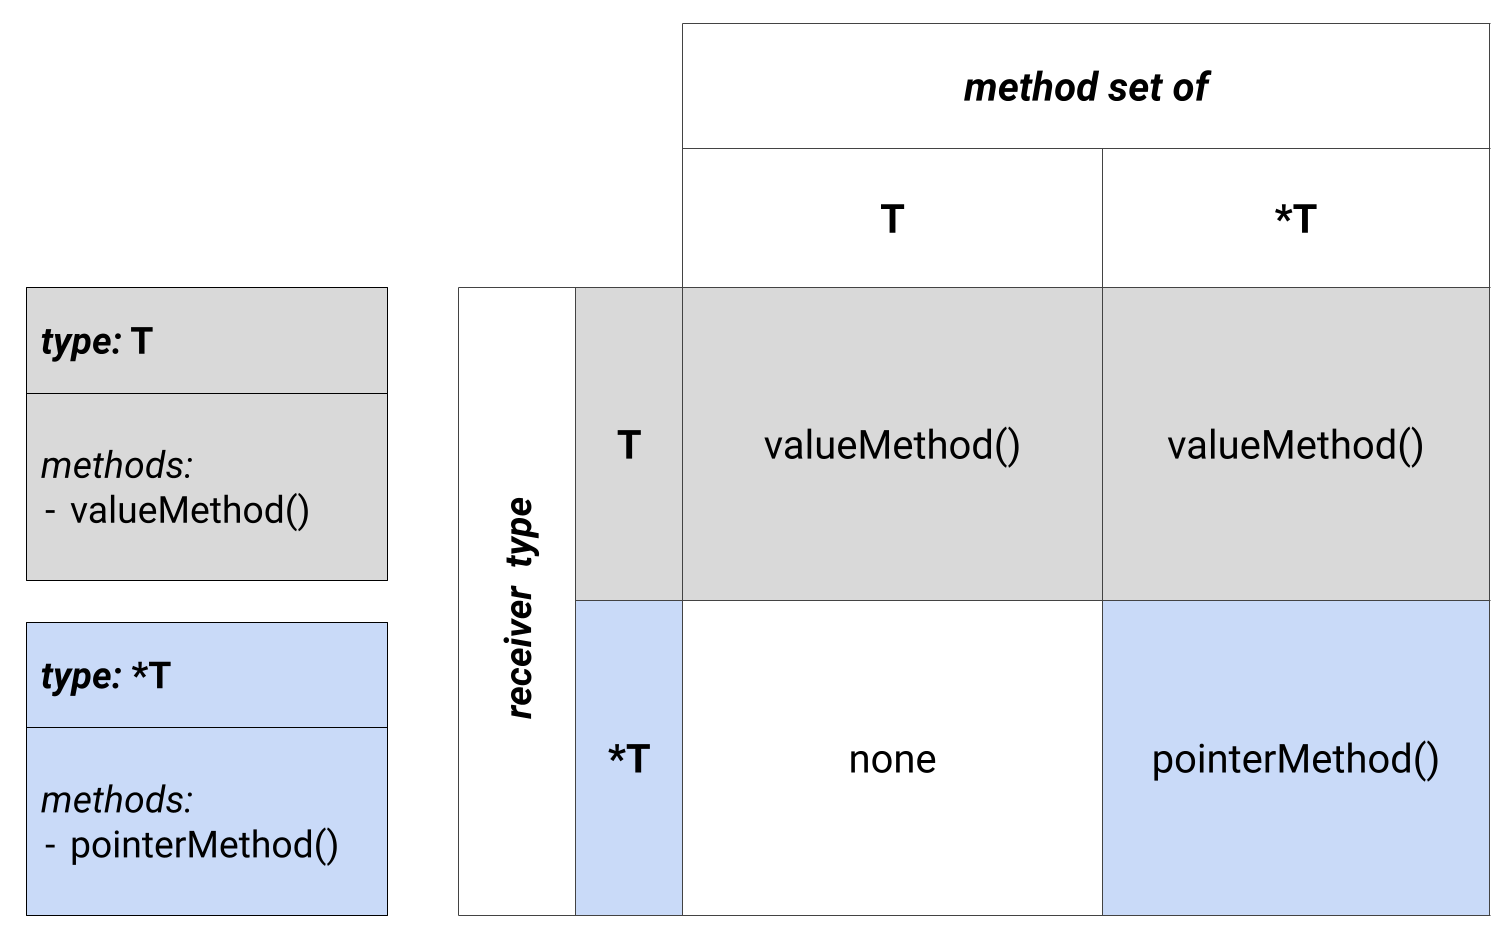 method set of
T
*T
type: T
methods:
- valueMethod()
type: *T
methods:
- pointerMethod()
receiver type
T
valueMethod()
valueMethod()
*T
none
pointerMethod()